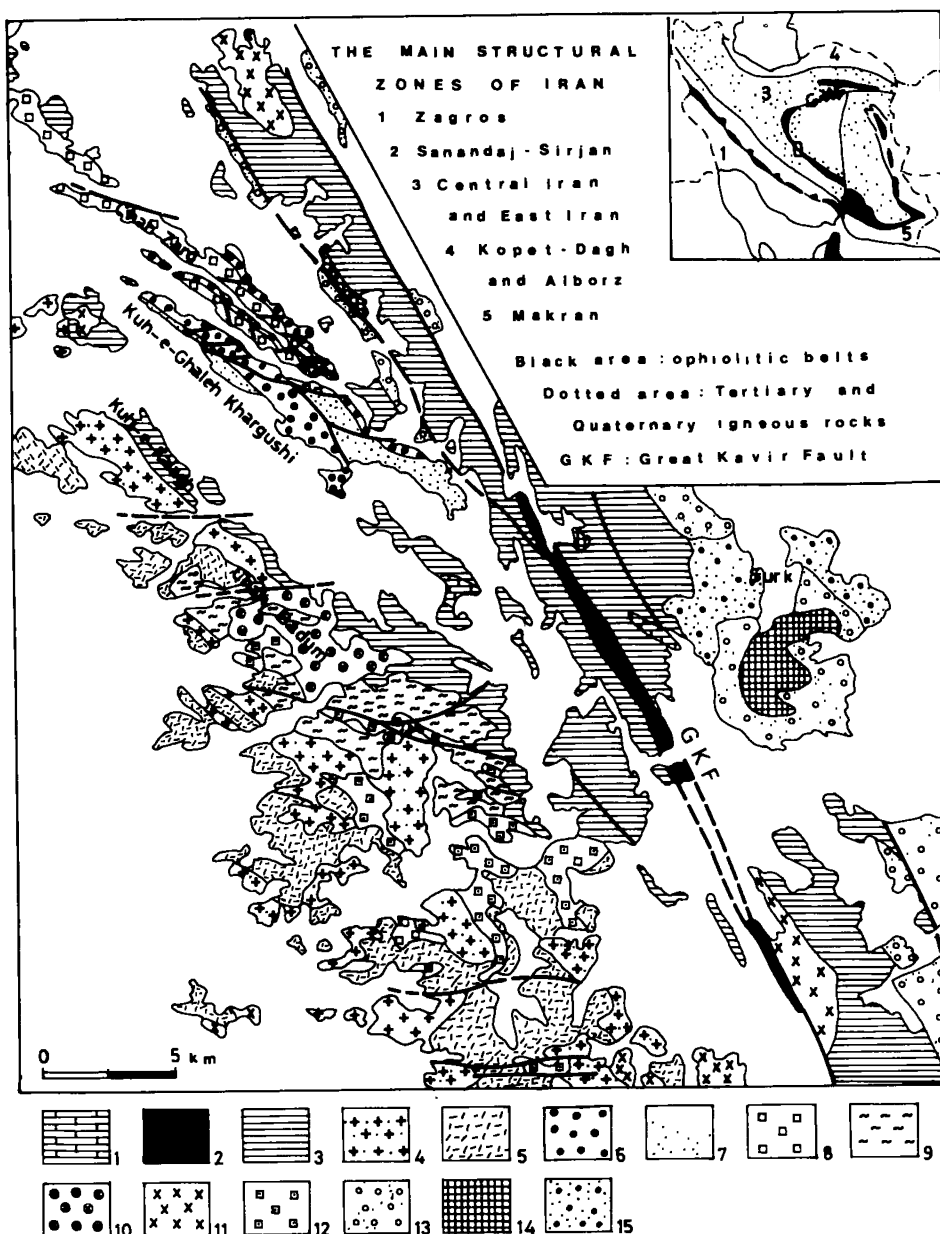 THE MAIN STRUCTURAL
ZONES OF IRAN
1 Zagros
2 Sanandaj-Sirjan
3 Central Iran
and East Iran
4 Kopet-Dagh
and Alborz
5 Makran
Black area: ophiolitic belts
Dotted area: Tertiary and
Quaternary igneous rocks
GKF: Great Kavir Fault
4
3
1
5
Kuh-e-Ghaleh Khargushi
GKF
0 5 km
1 2 3 4 5 6 7 8 9
10 11 12 13 14 15